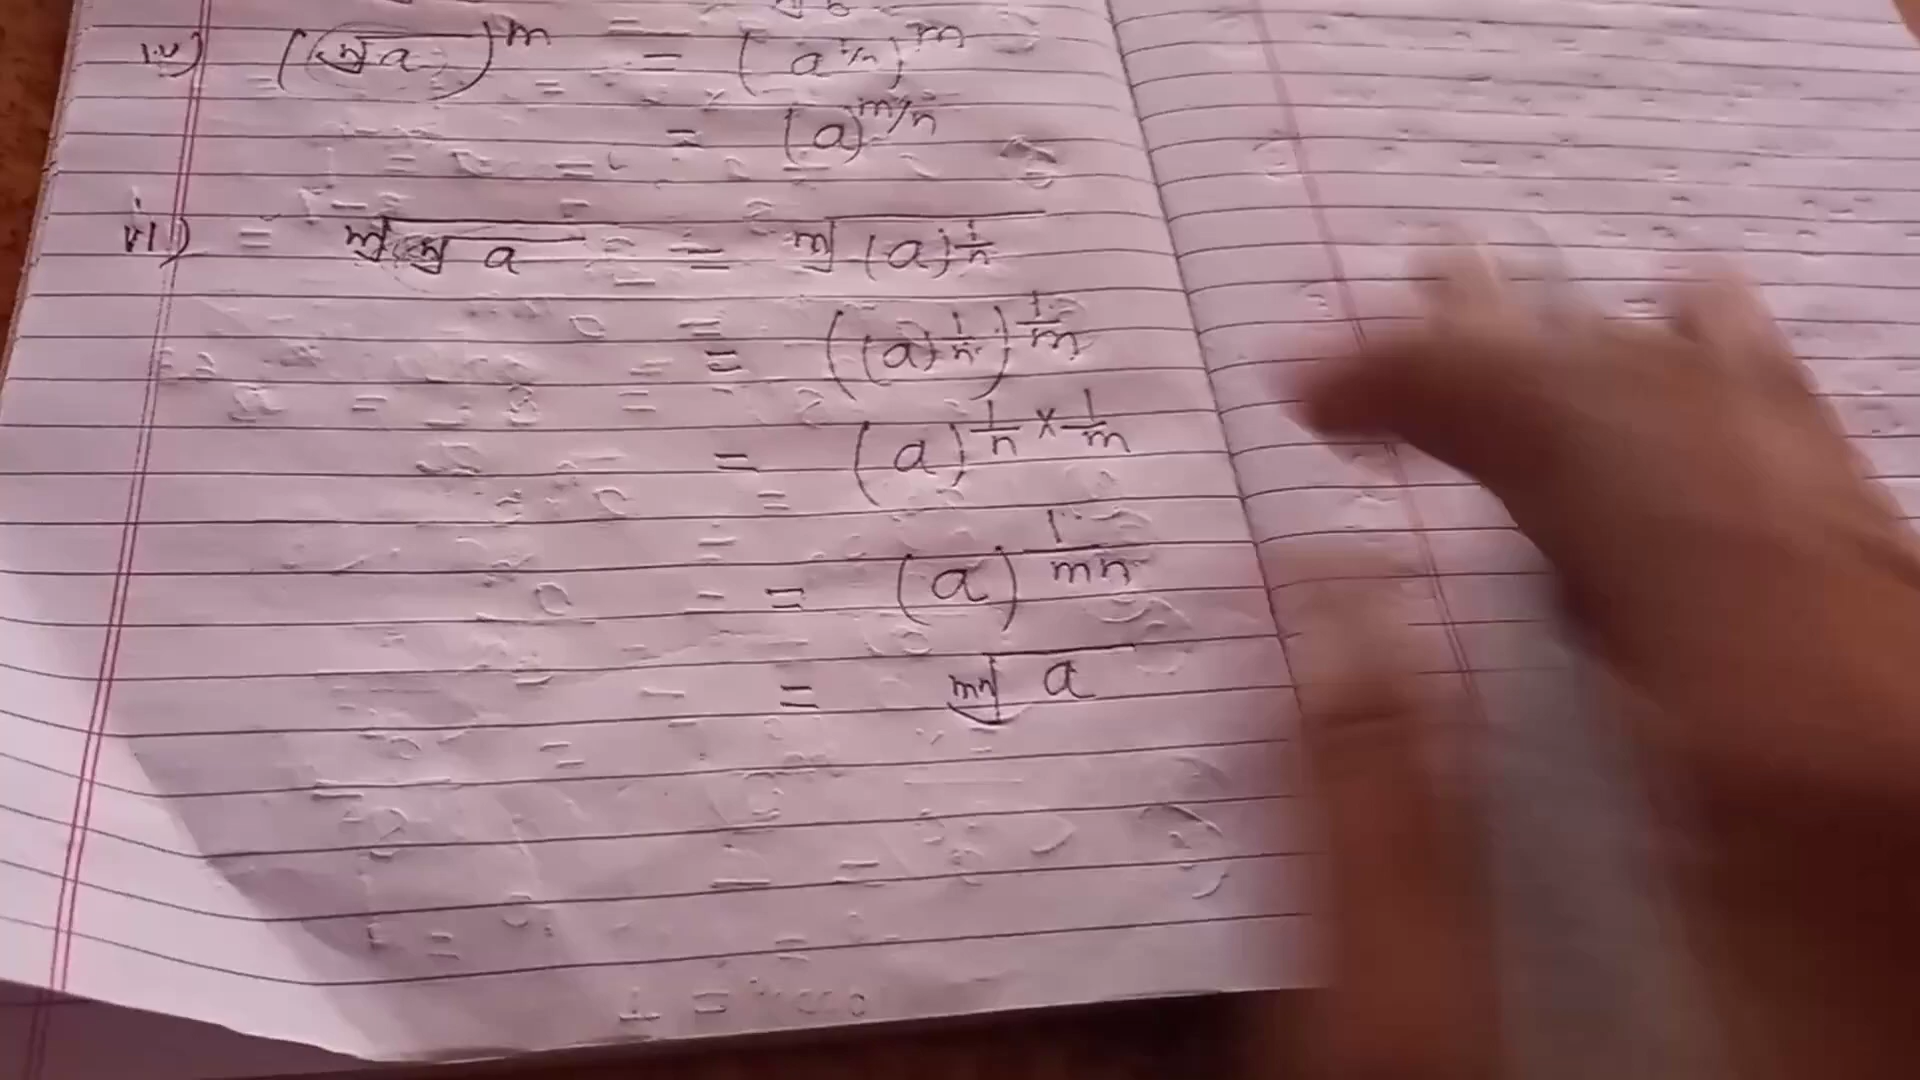 iv) (ⁿ√a)^m = (a^1/n)^m
= (a)^m/n
vi) = ᵐ√ⁿ√a = ᵐ√(a)^1/n
= ((a)^1/n)^1/m
= (a)^1/n × 1/m
= (a)^1/mn
= ᵐⁿ√a